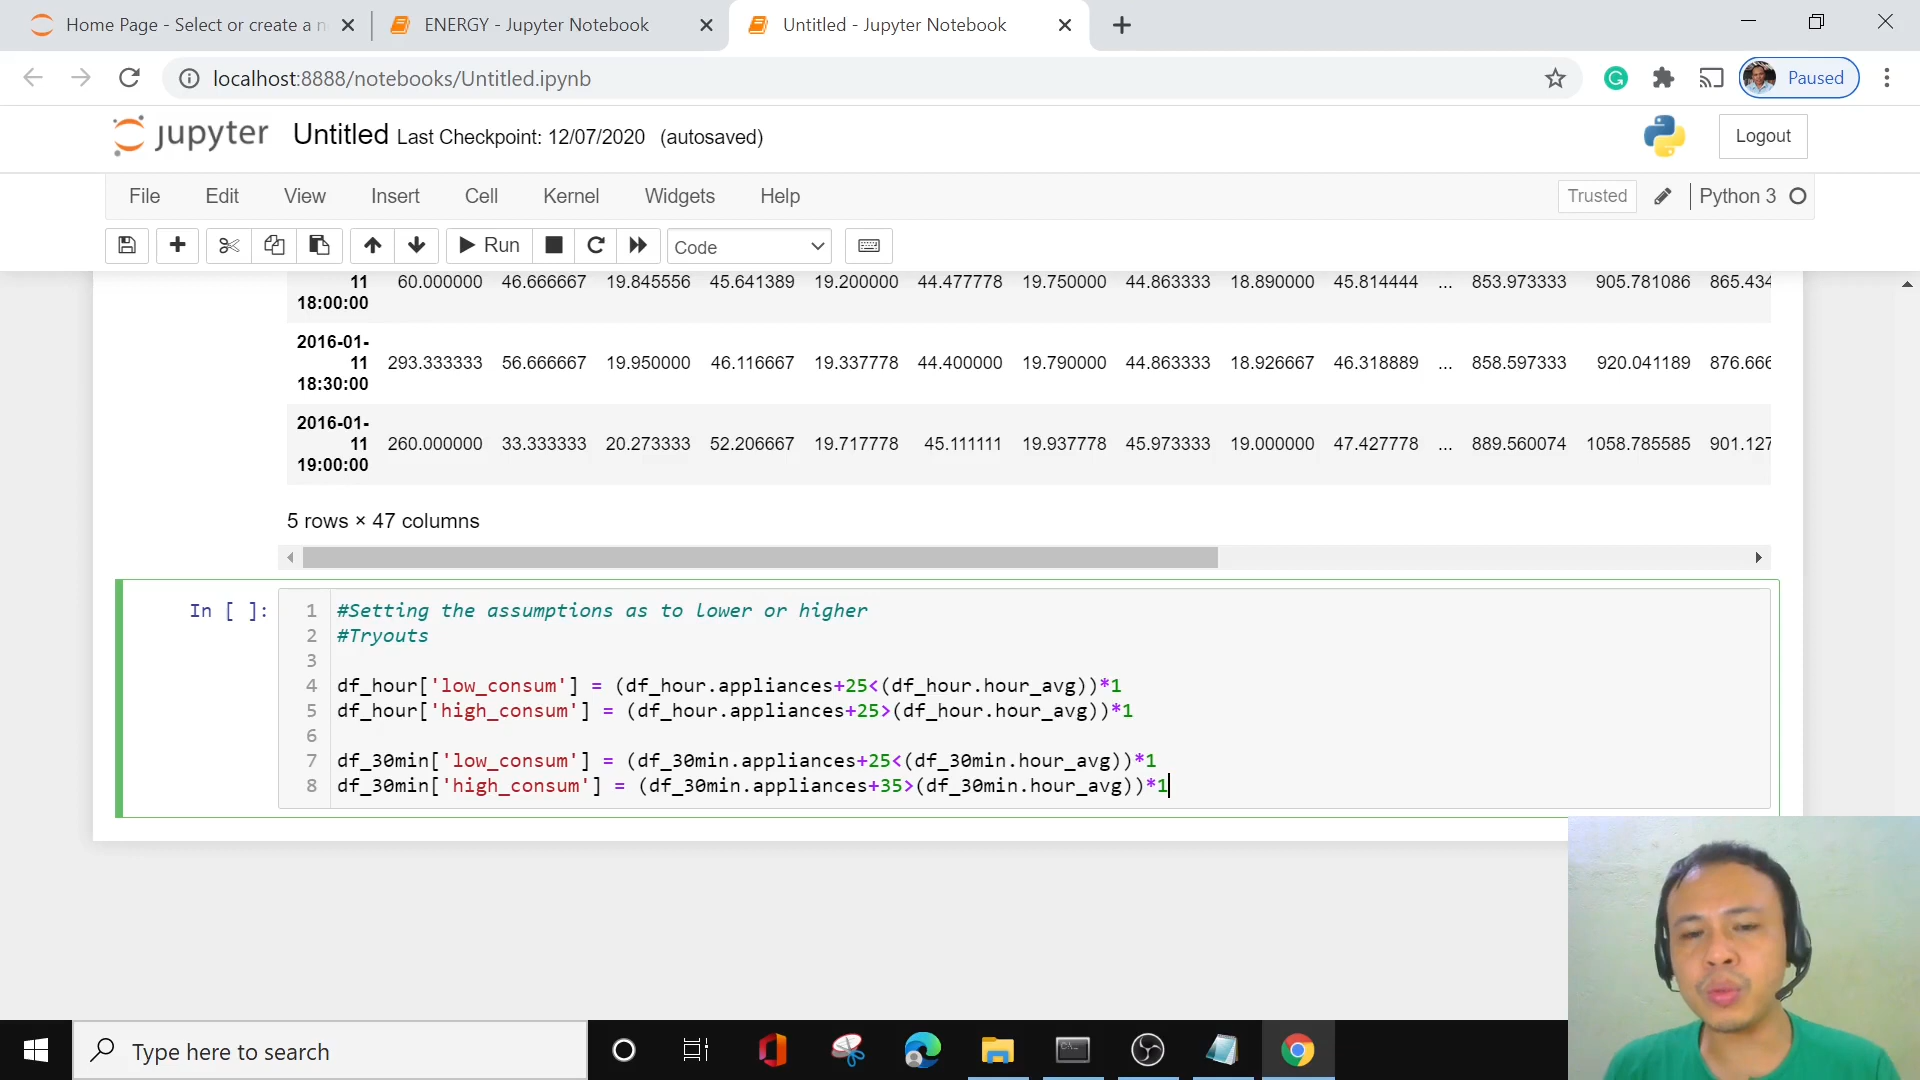 Home Page - Select or create a n
ENERGY - Jupyter Notebook
Untitled - Jupyter Notebook
localhost:8888/notebooks/Untitled.ipynb
Paused
jupyter Untitled Last Checkpoint: 12/07/2020 (autosaved)
Logout
File Edit View Insert Cell Kernel Widgets Help
Trusted Python 3
Run Code
11 18:00:00 60.000000 46.666667 19.845556 45.641389 19.200000 44.477778 19.750000 44.863333 18.890000 45.814444 ... 853.973333 905.781086 865.434
2016-01-11 18:30:00 293.333333 56.666667 19.950000 46.116667 19.337778 44.400000 19.790000 44.863333 18.926667 46.318889 ... 858.597333 920.041189 876.666
2016-01-11 19:00:00 260.000000 33.333333 20.273333 52.206667 19.717778 45.111111 19.937778 45.973333 19.000000 47.427778 ... 889.560074 1058.785585 901.127
5 rows × 47 columns
In [ ]:
1 #Setting the assumptions as to lower or higher
2 #Tryouts
3
4 df_hour['low_consum'] = (df_hour.appliances+25<(df_hour.hour_avg))*1
5 df_hour['high_consum'] = (df_hour.appliances+25>(df_hour.hour_avg))*1
6
7 df_30min['low_consum'] = (df_30min.appliances+25<(df_30min.hour_avg))*1
8 df_30min['high_consum'] = (df_30min.appliances+35>(df_30min.hour_avg))*1
Type here to search